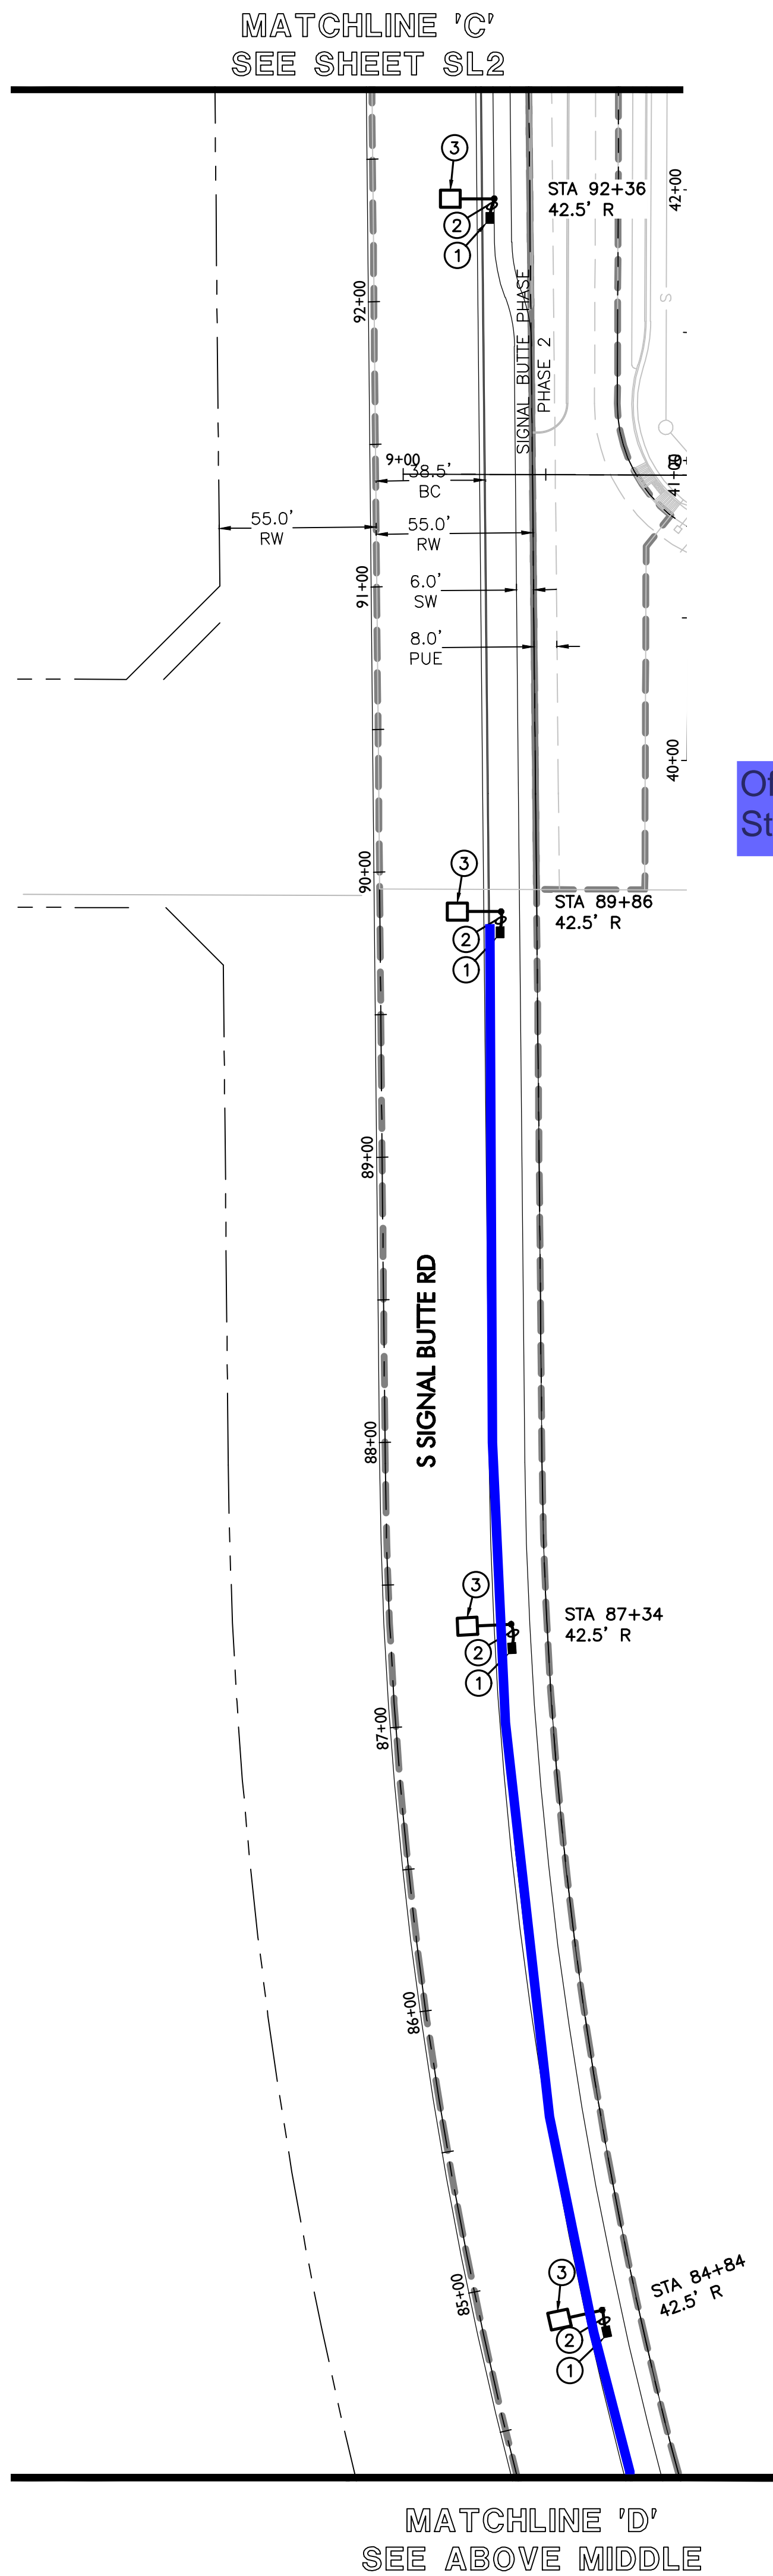 MATCHLINE 'C'
SEE SHEET SL2
3
2
1
STA 92+36
42.5' R
42+00
S
92+00
SIGNAL BUTTE PHASE
PHASE 2
9+00
38.5'
BC
41+00
55.0'
RW
55.0'
RW
91+00
6.0'
SW
8.0'
PUE
40+00
90+00
3
2
1
STA 89+86
42.5' R
89+00
S SIGNAL BUTTE RD
88+00
3
2
1
STA 87+34
42.5' R
87+00
86+00
85+00
3
2
1
STA 84+84
42.5' R
MATCHLINE 'D'
SEE ABOVE MIDDLE